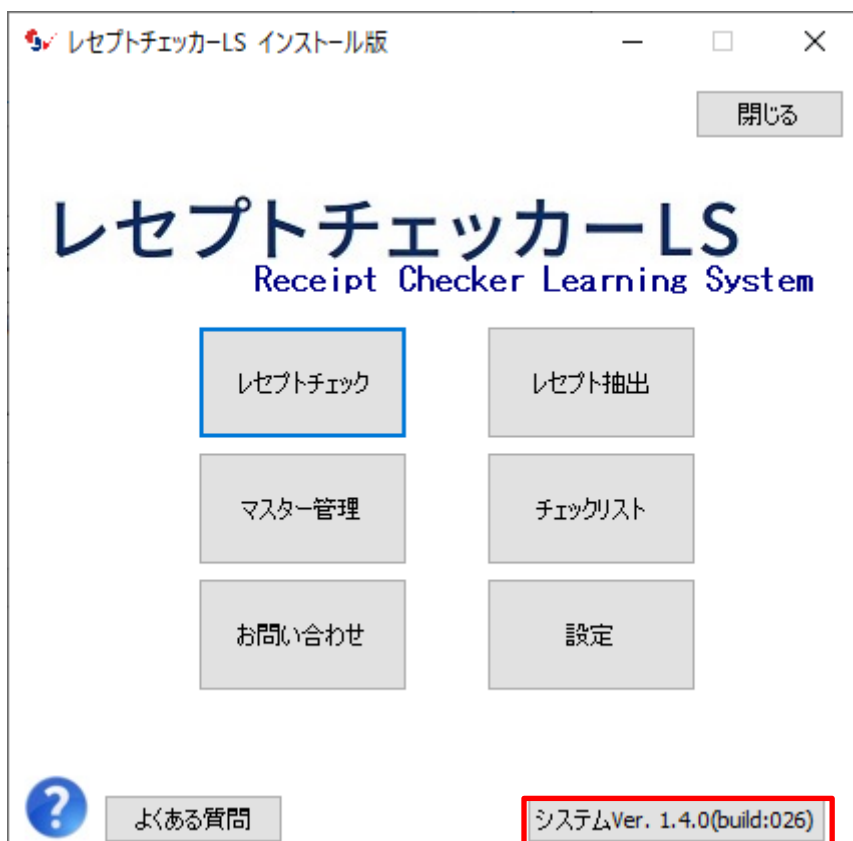 レセプトチェッカーLS インストール版
閉じる
レセプトチェッカーLS
Receipt Checker Learning System
レセプトチェック
レセプト抽出
マスター管理
チェックリスト
お問い合わせ
設定
?
よくある質問
システムVer. 1.4.0(build:026)